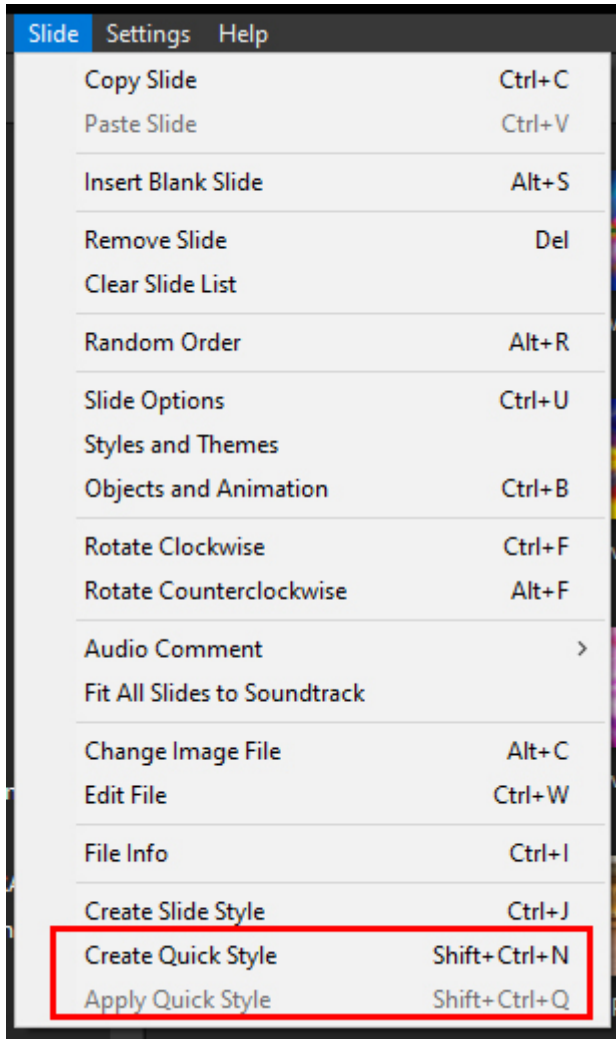 Slide Settings Help
Copy Slide Ctrl+C
Paste Slide Ctrl+V
Insert Blank Slide Alt+S
Remove Slide Del
Clear Slide List
Random Order Alt+R
Slide Options Ctrl+U
Styles and Themes
Objects and Animation Ctrl+B
Rotate Clockwise Ctrl+F
Rotate Counterclockwise Alt+F
Audio Comment >
Fit All Slides to Soundtrack
Change Image File Alt+C
Edit File Ctrl+W
File Info Ctrl+I
Create Slide Style Ctrl+J
Create Quick Style Shift+Ctrl+N
Apply Quick Style Shift+Ctrl+Q